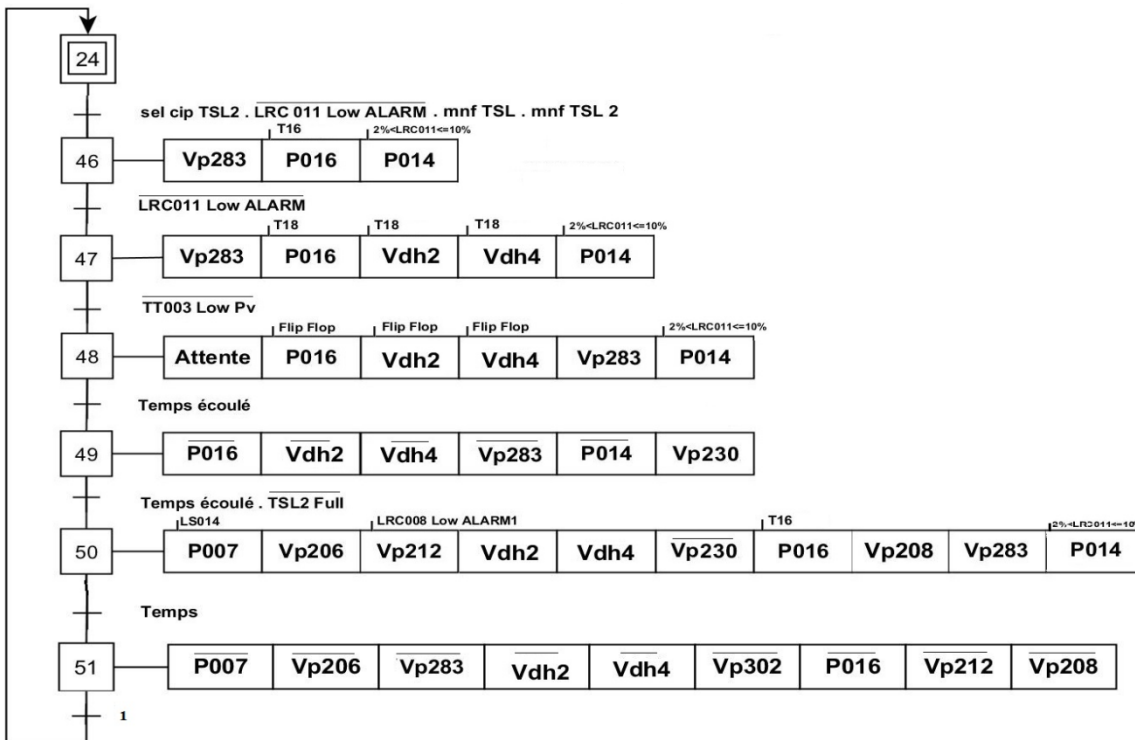 24
sel cip TSL2 . LRC 011 Low ALARM . mnf TSL . mnf TSL 2
T16 2%<LRC011<=10%
46 Vp283 P016 P014
LRC011 Low ALARM
T18 T18 T18 2%<LRC011<=10%
47 Vp283 P016 Vdh2 Vdh4 P014
TT003 Low Pv
Flip Flop Flip Flop Flip Flop 2%<LRC011<=10%
48 Attente P016 Vdh2 Vdh4 Vp283 P014
Temps écoulé
49 P016 Vdh2 Vdh4 Vp283 P014 Vp230
Temps écoulé . TSL2 Full
LS014 LRC008 Low ALARM1 T16 2%<LRC011<=10%
50 P007 Vp206 Vp212 Vdh2 Vdh4 Vp230 P016 Vp208 Vp283 P014
Temps
51 P007 Vp206 Vp283 Vdh2 Vdh4 Vp302 P016 Vp212 Vp208
1